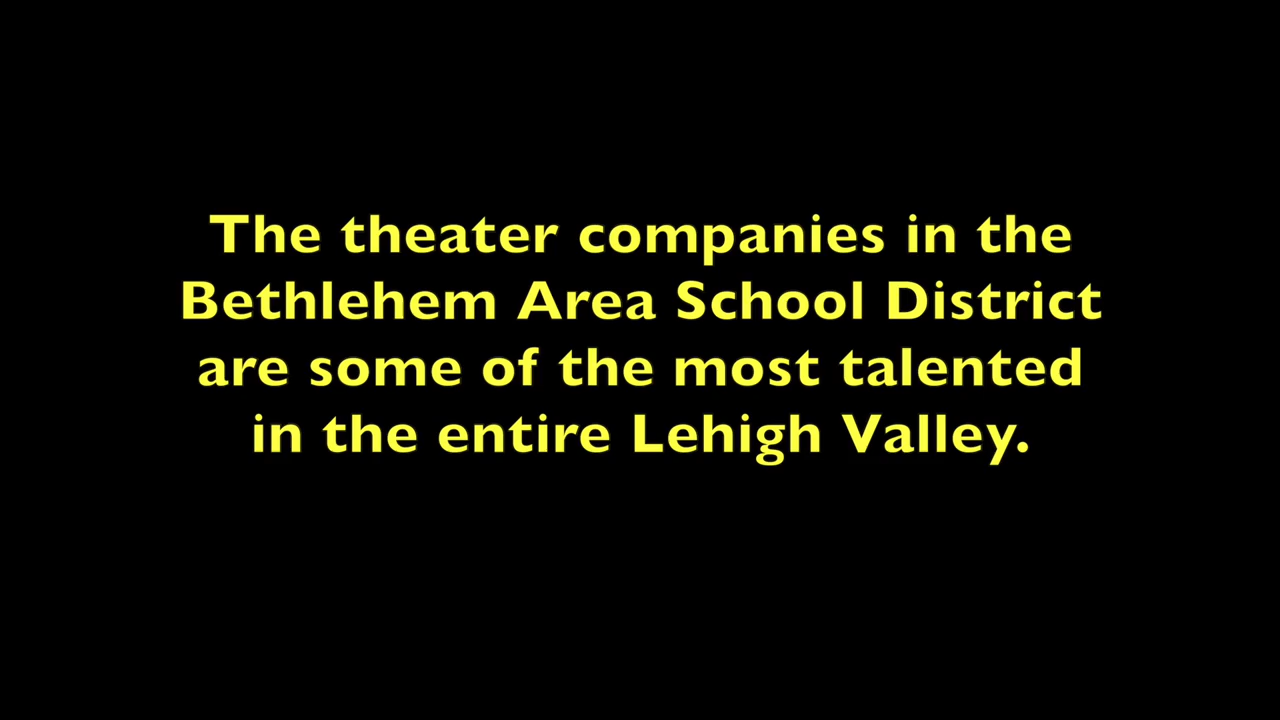 The theater companies in the
Bethlehem Area School District
are some of the most talented
in the entire Lehigh Valley.